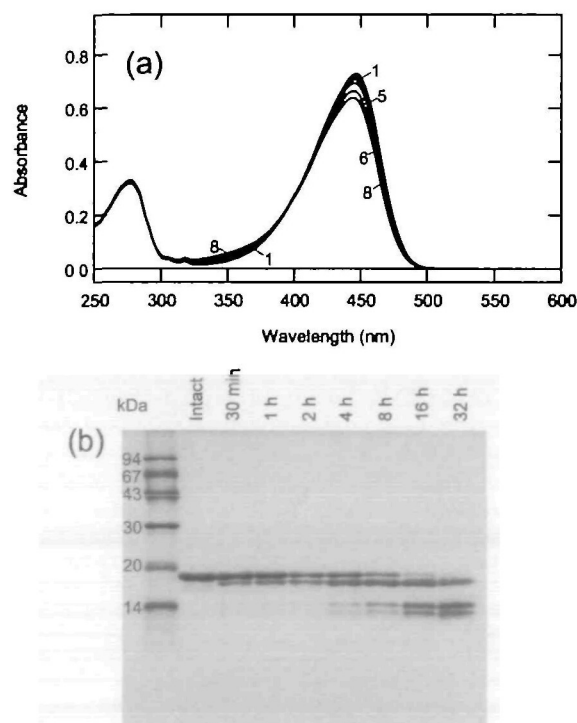 (a)
0.8
0.6
0.4
0.2
0.0
Absorbance
1
5
6
8
8
1
250 300 350 400 450 500 550 600
Wavelength (nm)
(b)
kDa
Intact
30 min
1 h
2 h
4 h
8 h
16 h
32 h
94
67
43
30
20
14